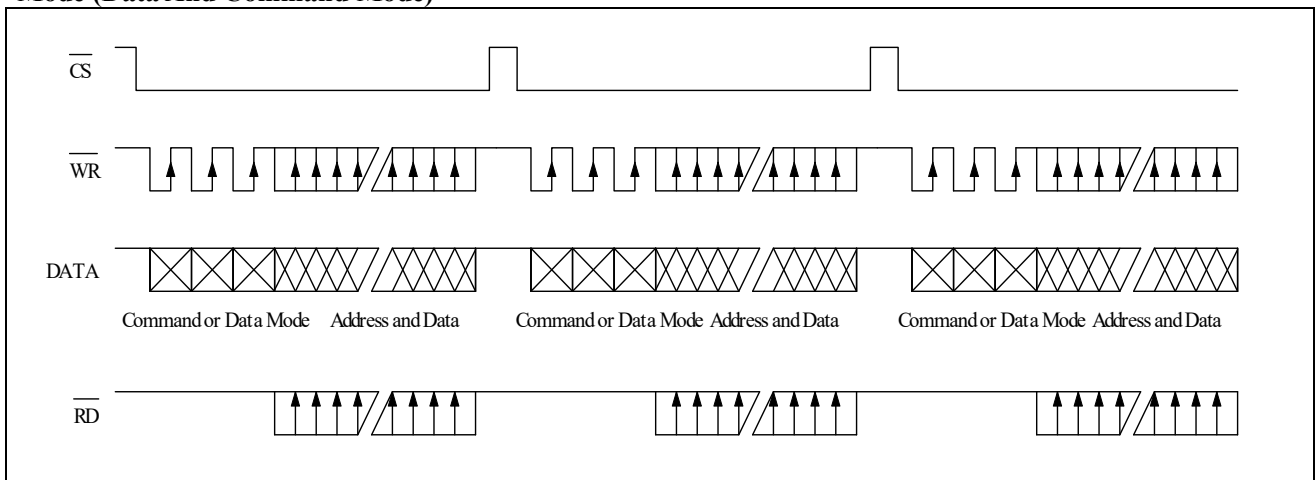 Mode (Data And Command Mode)
CS
WR
DATA
Command or Data Mode Address and Data Command or Data Mode Address and Data Command or Data Mode Address and Data
RD